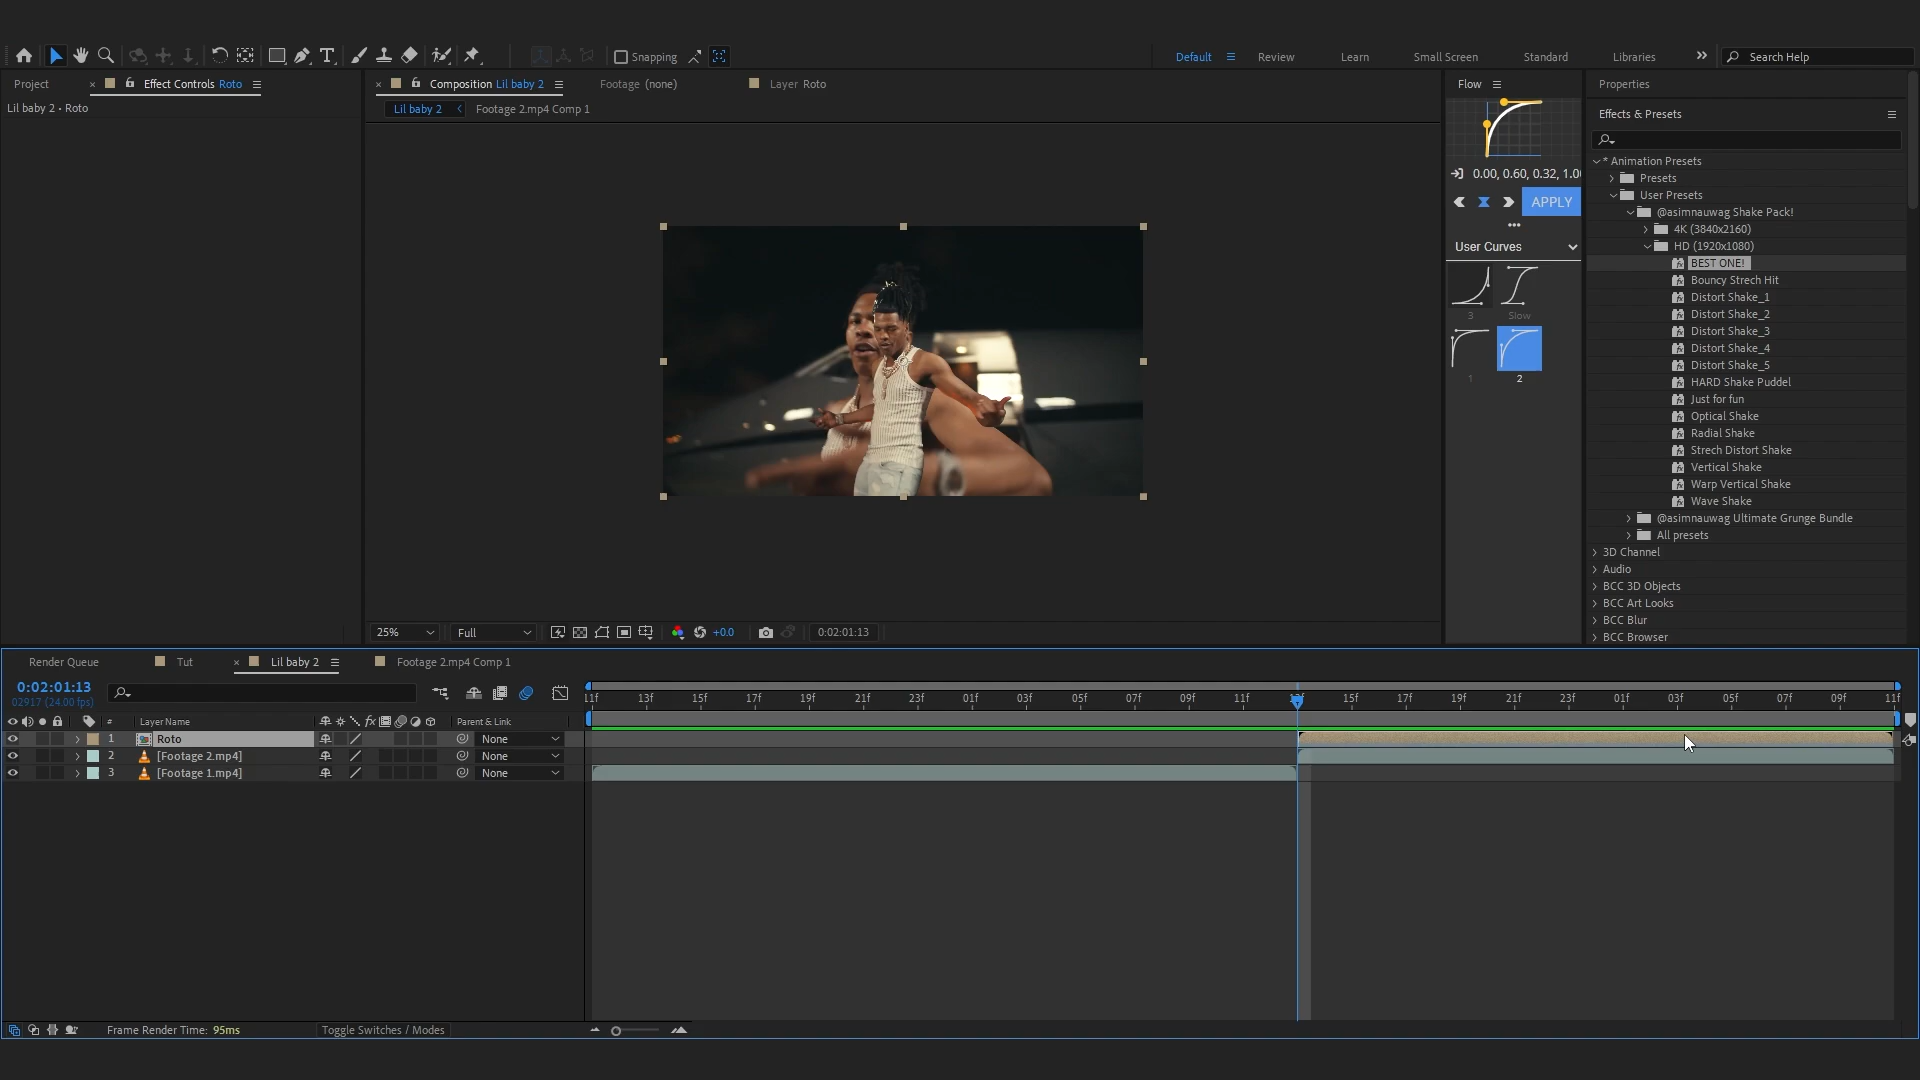 Snapping
Default
Review
Learn
Small Screen
Standard
Libraries
Search Help
Project
Effect Controls Roto
Composition Lil baby 2
Footage (none)
Layer Roto
Flow
Properties
Lil baby 2 • Roto
Lil baby 2
Footage 2.mp4 Comp 1
Effects & Presets
* Animation Presets
Presets
User Presets
@asimnauwag Shake Pack!
4K (3840x2160)
HD (1920x1080)
BEST ONE!
Bouncy Strech Hit
Distort Shake_1
Distort Shake_2
Distort Shake_3
Distort Shake_4
Distort Shake_5
HARD Shake Puddel
Just for fun
Optical Shake
Radial Shake
Strech Distort Shake
Vertical Shake
Warp Vertical Shake
Wave Shake
@asimnauwag Ultimate Grunge Bundle
All presets
3D Channel
Audio
BCC 3D Objects
BCC Art Looks
BCC Blur
BCC Browser
0.00, 0.60, 0.32, 1.0
APPLY
User Curves
3
Slow
1
2
25%
Full
+0.0
0:02:01:13
Render Queue
Tut
Lil baby 2
Footage 2.mp4 Comp 1
0:02:01:13
02917 (24.00 fps)
11f 13f 15f 17f 19f 21f 23f 01f 03f 05f 07f 09f 11f 13f 15f 17f 19f 21f 23f 01f 03f 05f 07f 09f 11f
# Layer Name Parent & Link
1 Roto None
2 [Footage 2.mp4] None
3 [Footage 1.mp4] None
Frame Render Time: 95ms
Toggle Switches / Modes